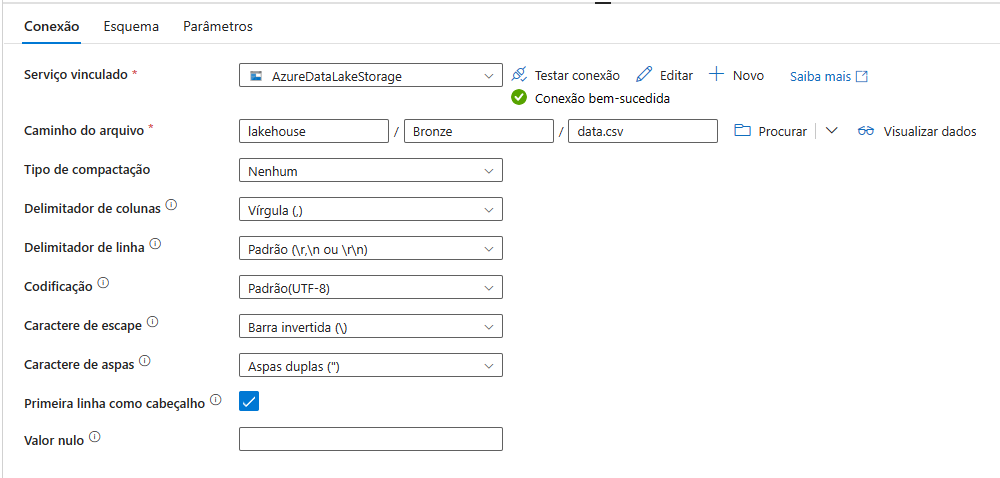 Conexão Esquema Parâmetros
Serviço vinculado * AzureDataLakeStorage Testar conexão Editar Novo Saiba mais
Conexão bem-sucedida
Caminho do arquivo * lakehouse / Bronze / data.csv Procurar Visualizar dados
Tipo de compactação Nenhum
Delimitador de colunas Vírgula (,)
Delimitador de linha Padrão (\r,\n ou \r\n)
Codificação Padrão(UTF-8)
Caractere de escape Barra invertida (\)
Caractere de aspas Aspas duplas (")
Primeira linha como cabeçalho
Valor nulo